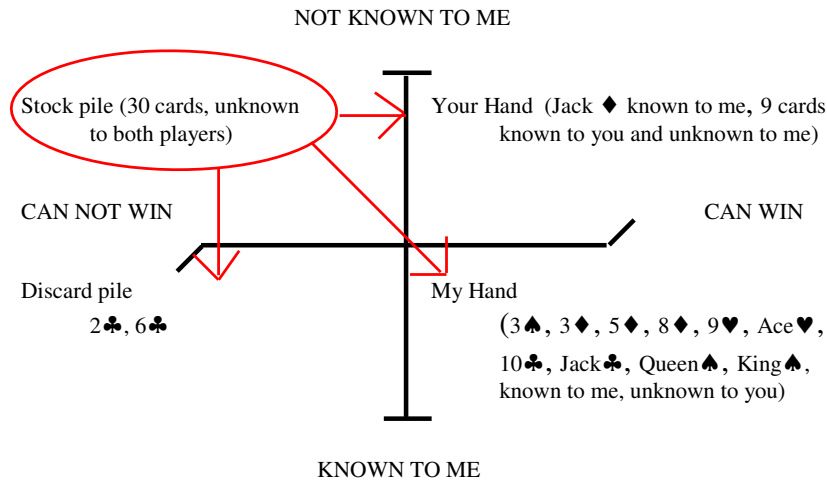 NOT KNOWN TO ME
Stock pile (30 cards, unknown
to both players)
Your Hand (Jack ♦ known to me, 9 cards
known to you and unknown to me)
CAN NOT WIN
CAN WIN
Discard pile
2♣, 6♣
My Hand
(3♠, 3♦, 5♦, 8♦, 9♥, Ace♥,
10♣, Jack♣, Queen♠, King♠,
known to me, unknown to you)
KNOWN TO ME